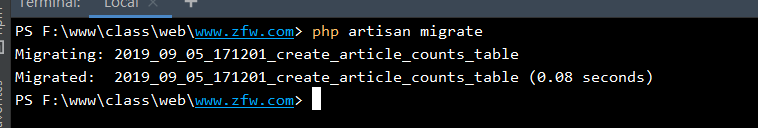 Terminal: Local
PS F:\www\class\web\www.zfw.com> php artisan migrate
Migrating: 2019_09_05_171201_create_article_counts_table
Migrated:  2019_09_05_171201_create_article_counts_table (0.08 seconds)
PS F:\www\class\web\www.zfw.com>